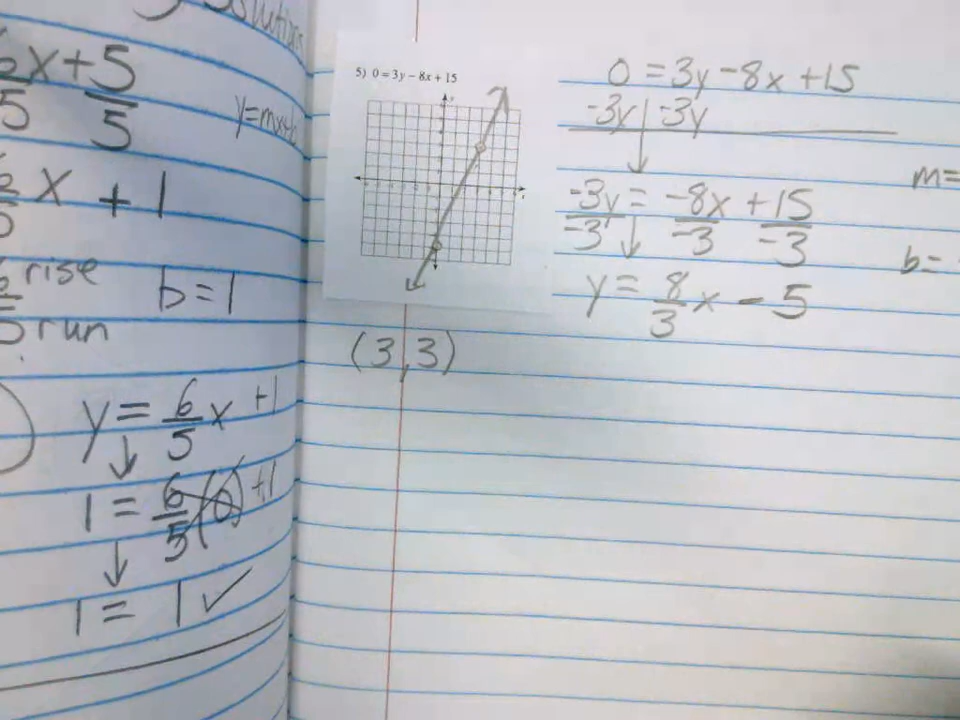 x + 5
5 5
y=mx+
x + 1
5
rise
run
b = 1
y = 6/5 x +1
1 = 6/5 (0) +1
1 = 1 ✓
5) 0 = 3y − 8x + 15
y
x
(3,3)
0 = 3y -8x +15
-3y -3y
-3y = -8x +15
-3 -3 -3
y = 8/3 x - 5
m=
b=